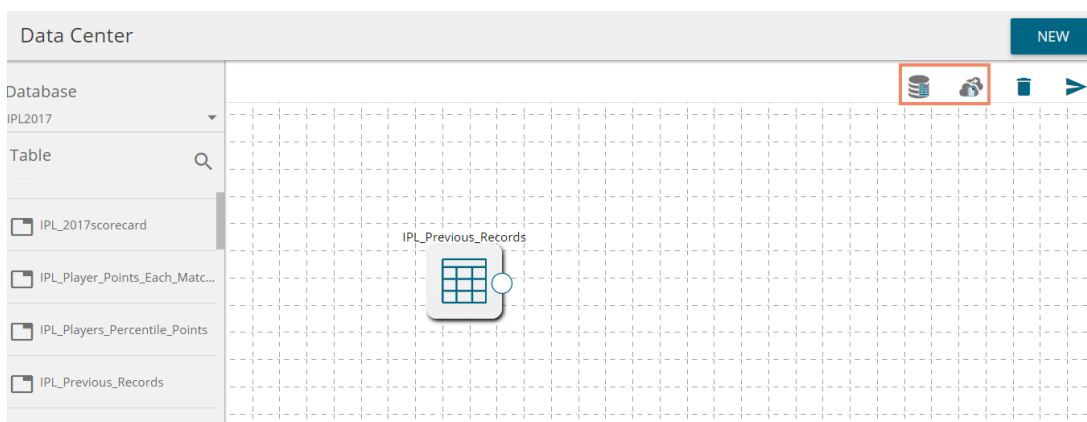 Data Center
NEW
Database
IPL2017
Table
IPL_2017scorecard
IPL_Player_Points_Each_Matc...
IPL_Players_Percentile_Points
IPL_Previous_Records
IPL_Previous_Records